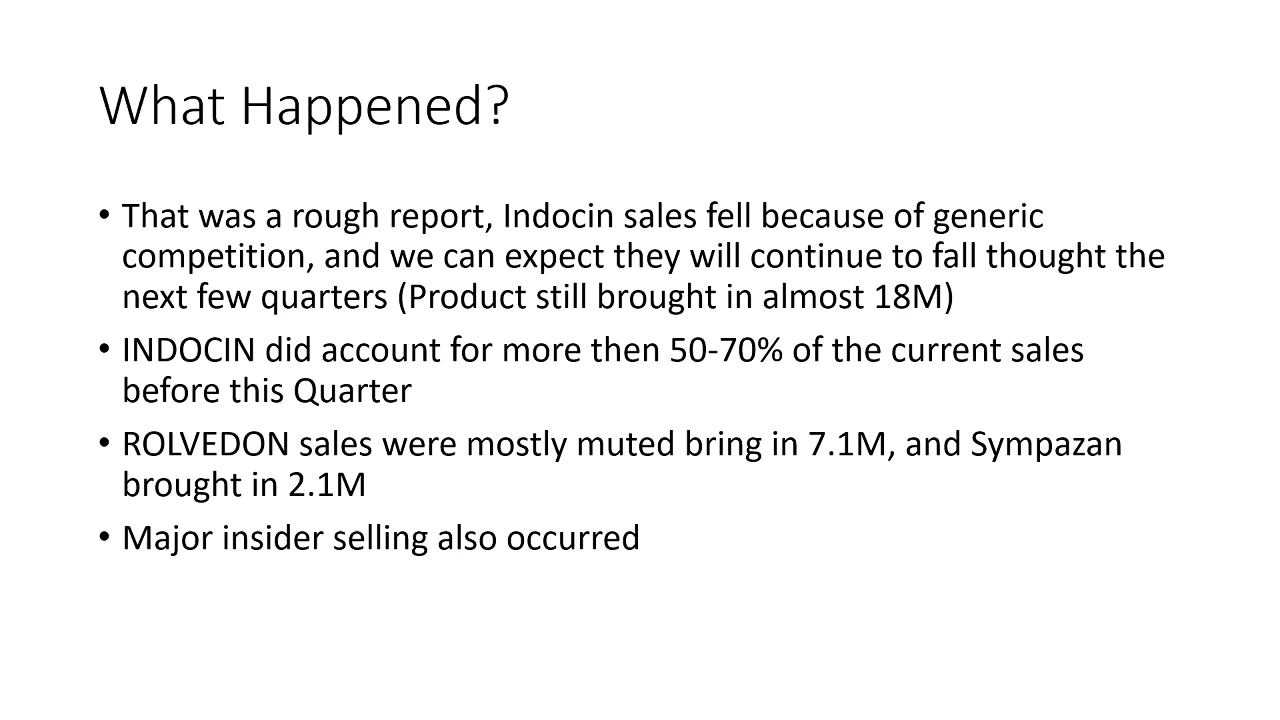 What Happened?
• That was a rough report, Indocin sales fell because of generic
competition, and we can expect they will continue to fall thought the
next few quarters (Product still brought in almost 18M)
• INDOCIN did account for more then 50-70% of the current sales
before this Quarter
• ROLVEDON sales were mostly muted bring in 7.1M, and Sympazan
brought in 2.1M
• Major insider selling also occurred